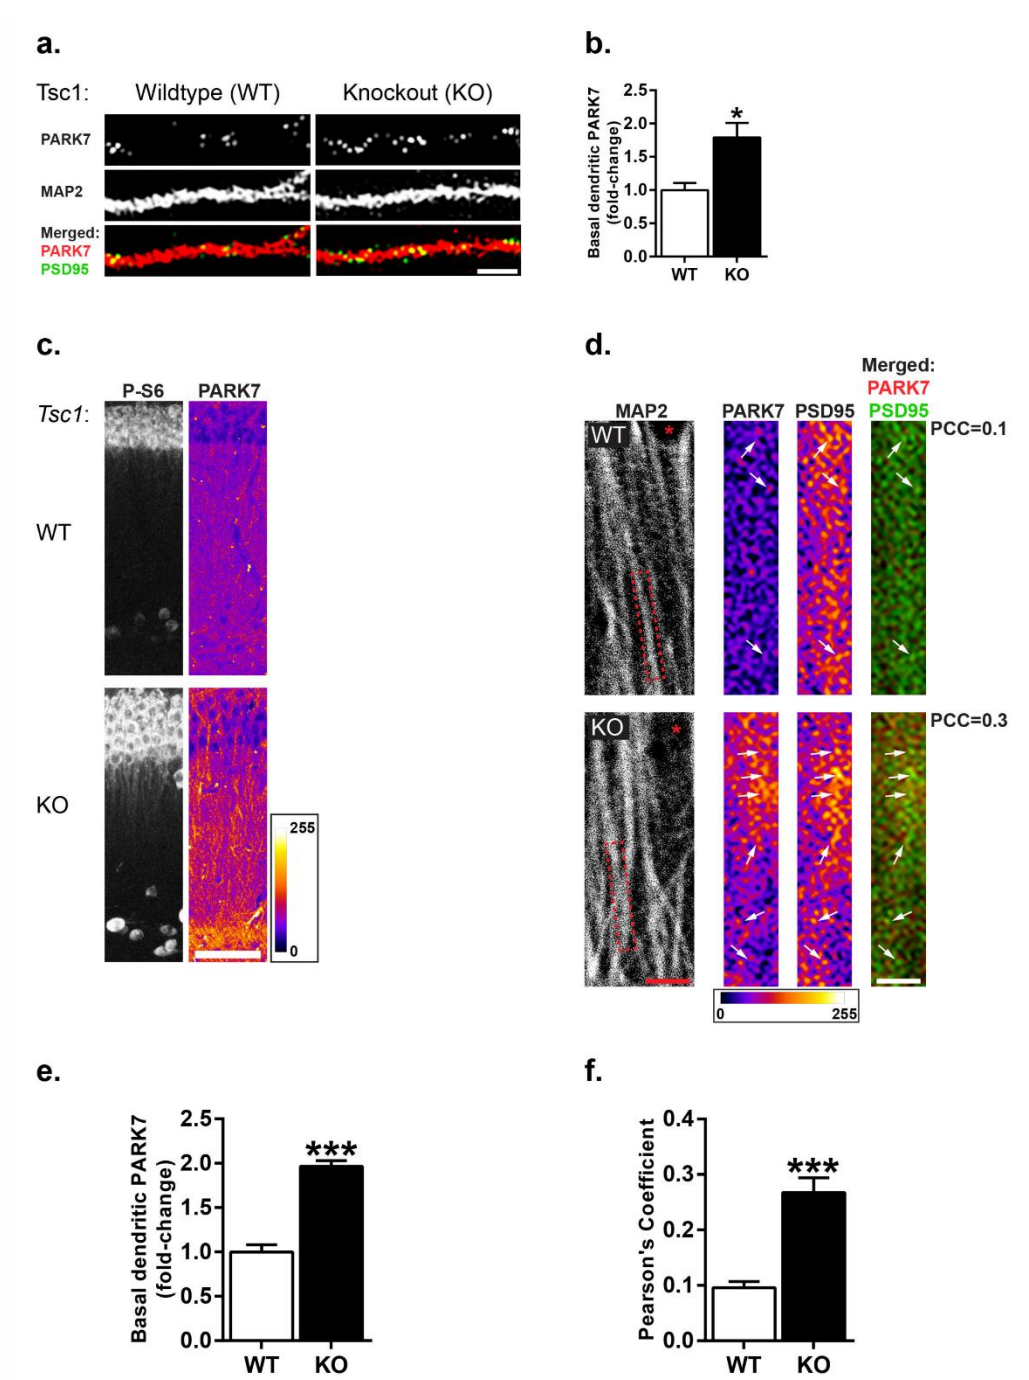 a.
Tsc1: Wildtype (WT) Knockout (KO)
PARK7
MAP2
Merged:
PARK7
PSD95
b.
Basal dendritic PARK7
(fold-change)
2.5
2.0
1.5
1.0
0.5
0.0
*
WT KO
c.
P-S6 PARK7
Tsc1:
WT
KO
255
0
d.
Merged:
PARK7
MAP2 PARK7 PSD95 PSD95
WT
*
PCC=0.1
KO
*
PCC=0.3
0 255
e.
Basal dendritic PARK7
(fold-change)
2.5
2.0
1.5
1.0
0.5
0.0
***
WT KO
f.
Pearson's Coefficient
0.4
0.3
0.2
0.1
0.0
***
WT KO